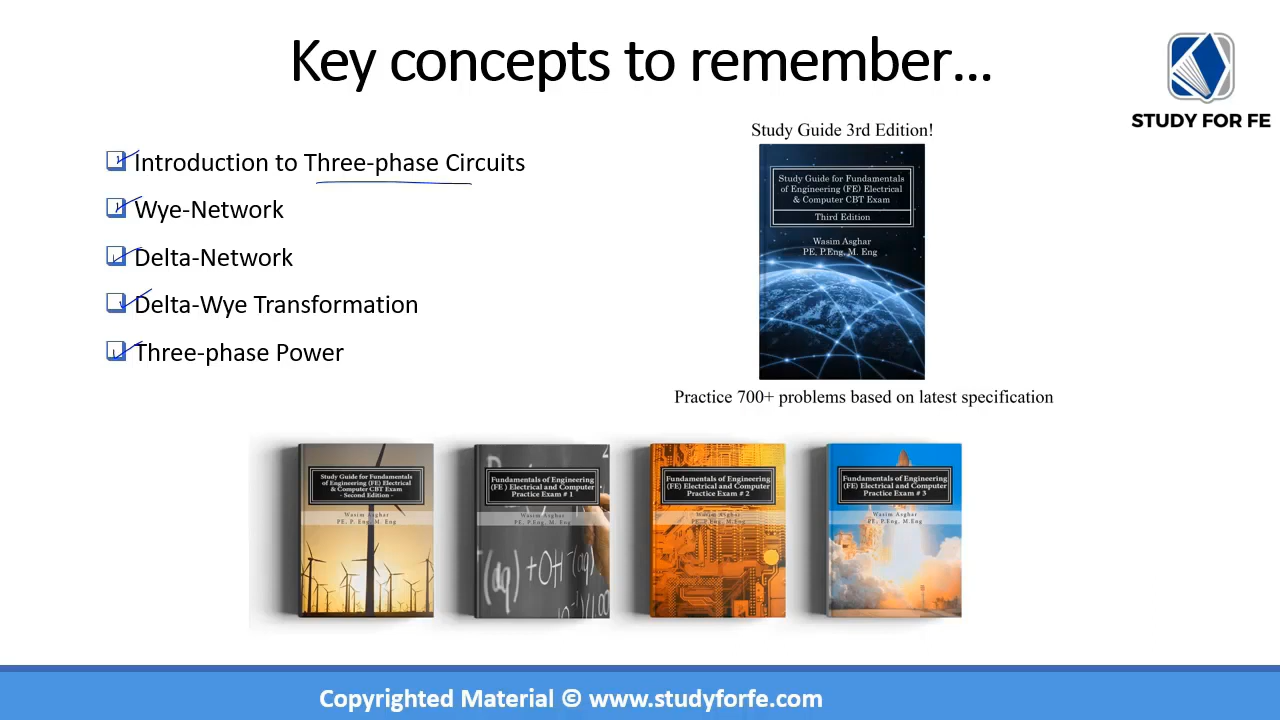 Key concepts to remember...
STUDY FOR FE
Introduction to Three-phase Circuits
Wye-Network
Delta-Network
Delta-Wye Transformation
Three-phase Power
Study Guide 3rd Edition!
Study Guide for Fundamentals
of Engineering (FE) Electrical
& Computer CBT Exam
Third Edition
Wasim Asghar
PE, P.Eng, M. Eng
Practice 700+ problems based on latest specification
Study Guide for Fundamentals
of Engineering (FE) Electrical
& Computer CBT Exam
- Second Edition -
Wasim Asghar
PE, P. Eng, M. Eng
Fundamentals of Engineering
(FE ) Electrical and Computer
Practice Exam # 1
Wasim Asghar
PE, P.Eng, M. Eng
(aq) +OH⁻(aq)
Fundamentals of Engineering
(FE) Electrical and Computer
Practice Exam # 2
Wasim Asghar
PE, P.Eng, M.Eng
Fundamentals of Engineering
(FE) Electrical and Computer
Practice Exam # 3
Wasim Asghar
PE, P.Eng, M.Eng
Copyrighted Material © www.studyforfe.com